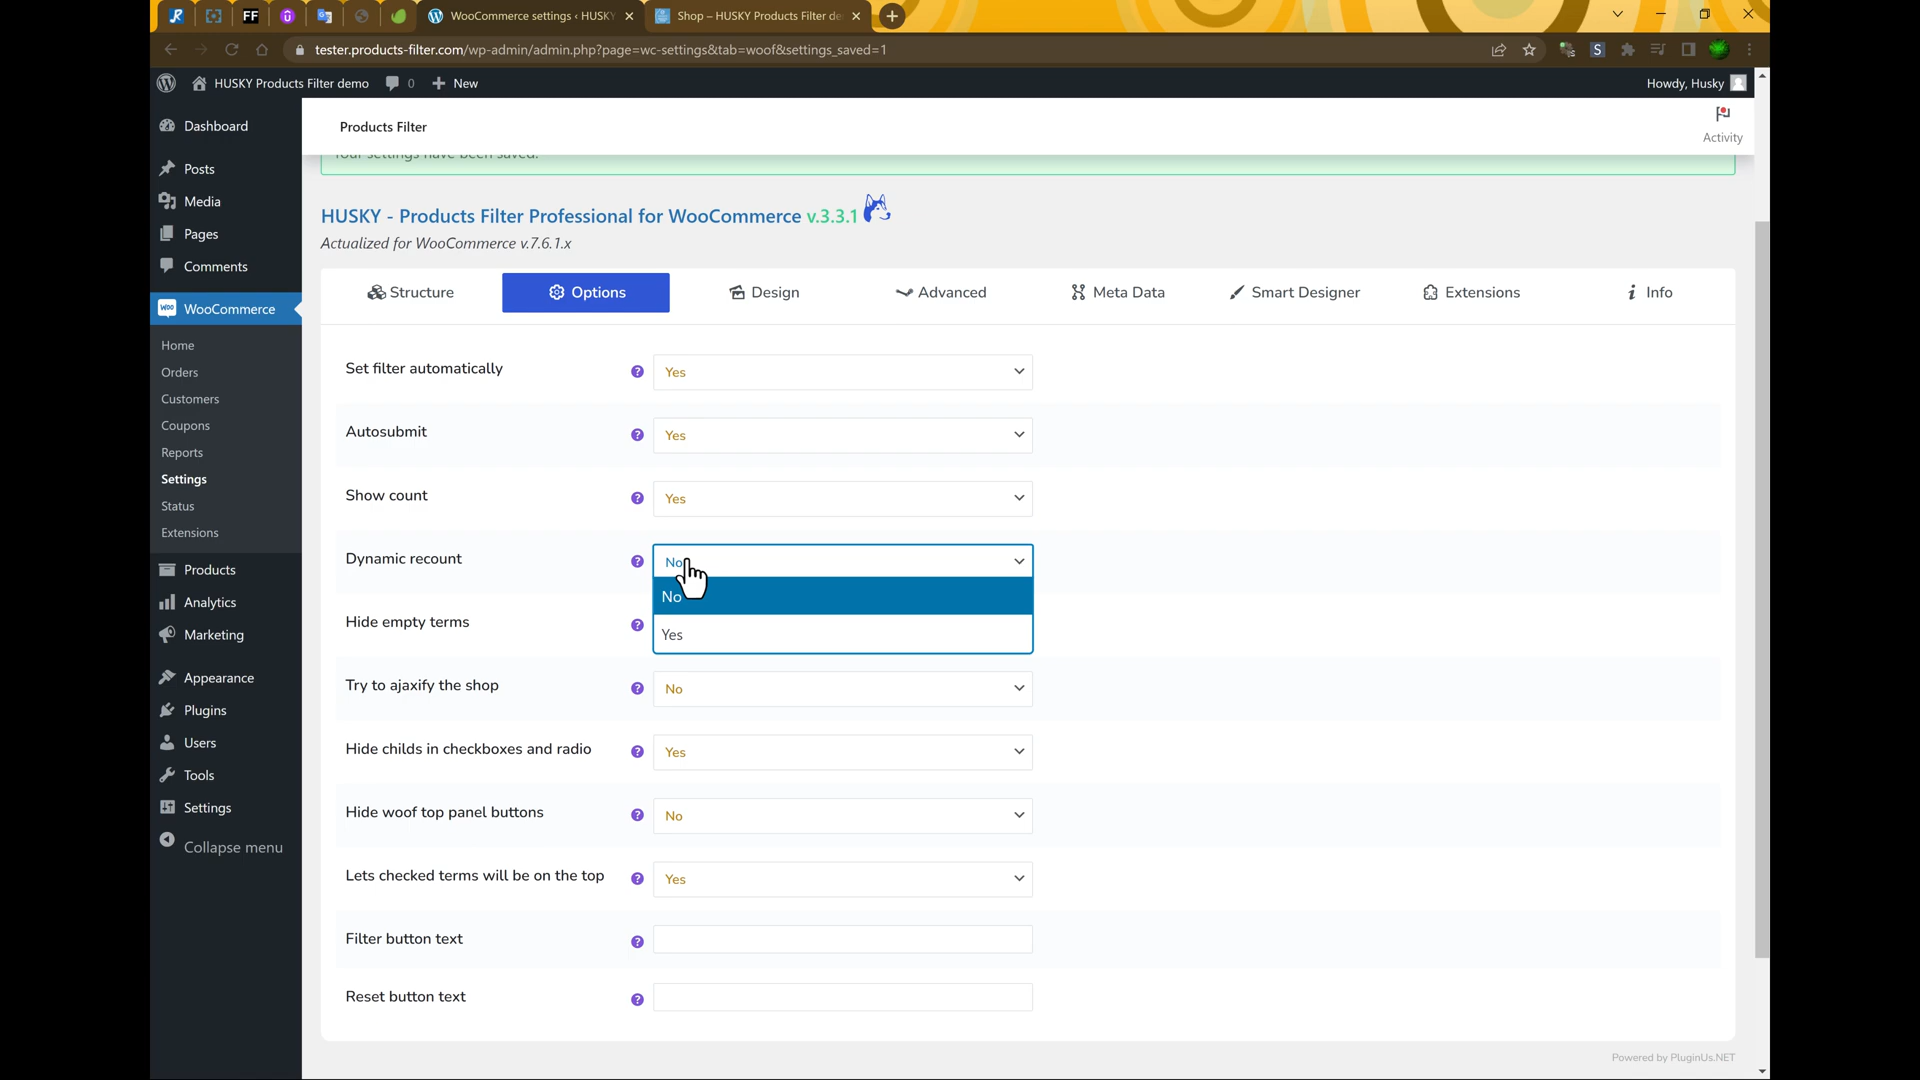 FF
WooCommerce settings ‹ HUSKY
Shop – HUSKY Products Filter de
tester.products-filter.com/wp-admin/admin.php?page=wc-settings&tab=woof&settings_saved=1
S
HUSKY Products Filter demo
0
New
Howdy, Husky
Dashboard
Posts
Media
Pages
Comments
WooCommerce
Home
Orders
Customers
Coupons
Reports
Settings
Status
Extensions
Products
Analytics
Marketing
Appearance
Plugins
Users
Tools
Settings
Collapse menu
Products Filter
Activity
Your settings have been saved.
HUSKY - Products Filter Professional for WooCommerce v.3.3.1
Actualized for WooCommerce v.7.6.1.x
Structure
Options
Design
Advanced
Meta Data
Smart Designer
Extensions
Info
Set filter automatically
? Yes
Autosubmit
? Yes
Show count
? Yes
Dynamic recount
? No
No
Yes
Hide empty terms
?
Try to ajaxify the shop
? No
Hide childs in checkboxes and radio
? Yes
Hide woof top panel buttons
? No
Lets checked terms will be on the top
? Yes
Filter button text
?
Reset button text
?
Powered by PluginUs.NET